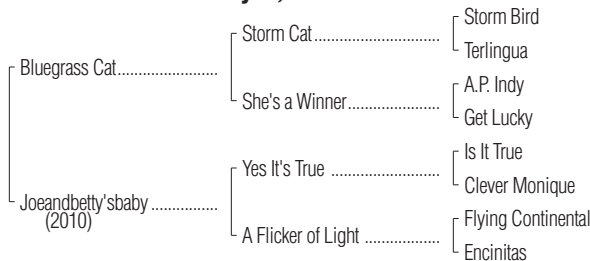 Storm Bird
Storm Cat
Terlingua
Bluegrass Cat
A.P. Indy
She's a Winner
Get Lucky
Is It True
Yes It's True
Clever Monique
Joeandbetty'sbaby
(2010)
Flying Continental
A Flicker of Light
Encinitas